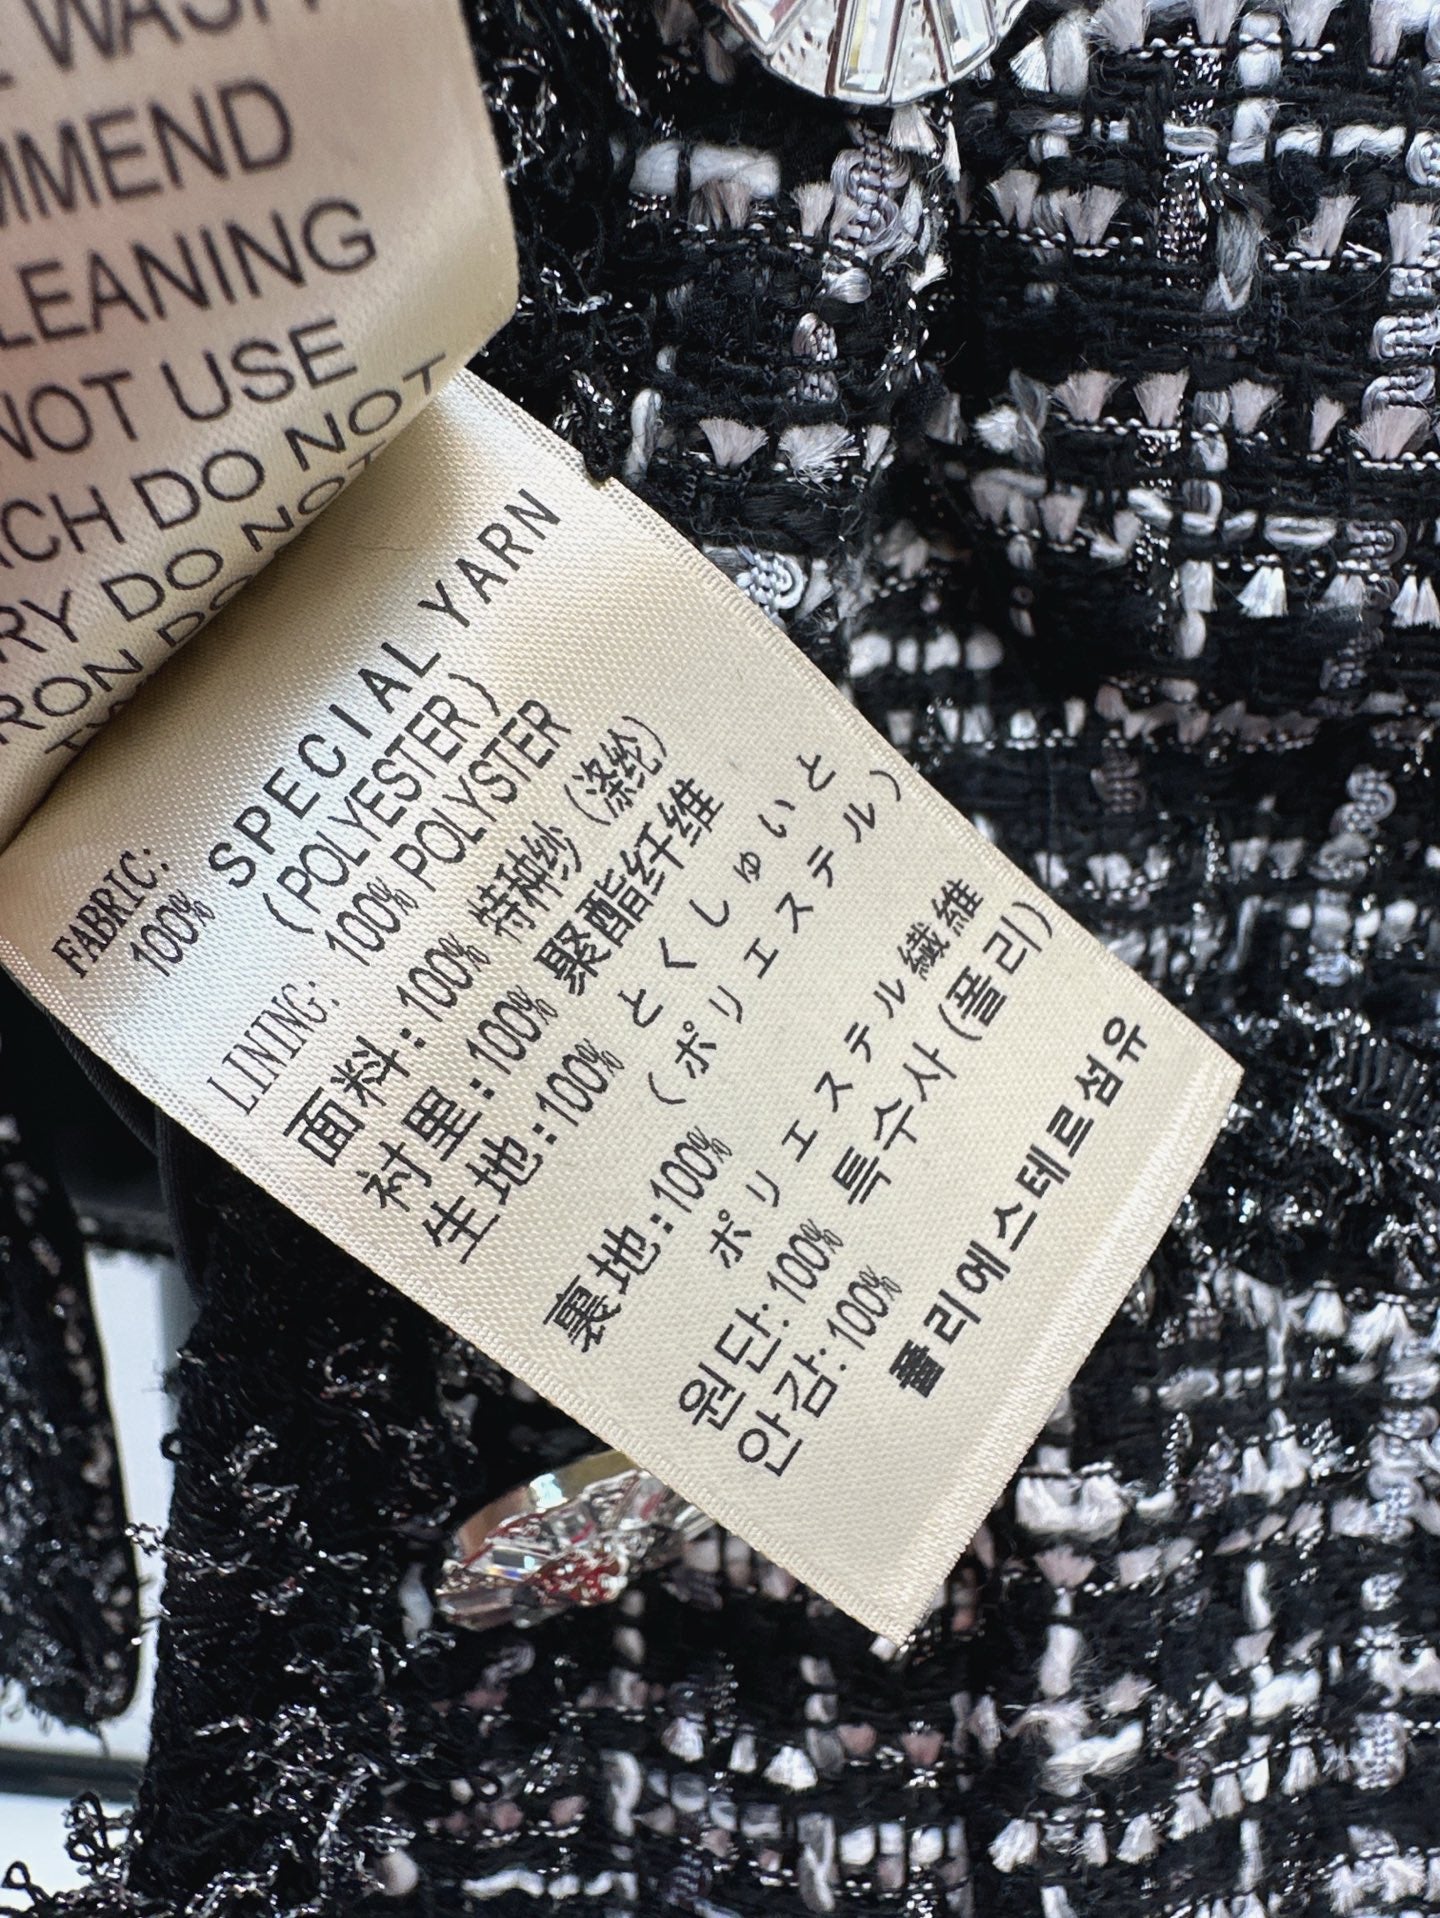 WASH
MMEND
LEANING
NOT USE
DO NOT
RY DO NOT
RON DO
FABRIC:
100% SPECIAL YARN
(POLYESTER)
LINING: 100% POLYSTER
面料:100% 特种纱(涤纶)
衬里:100% 聚酯纤维
生地:100% とくしゅいと
(ポリエステル)
裏地:100%
ポリエステル繊維
원단:100% 특수사(폴리)
안감:100%
폴리에스테르섬유